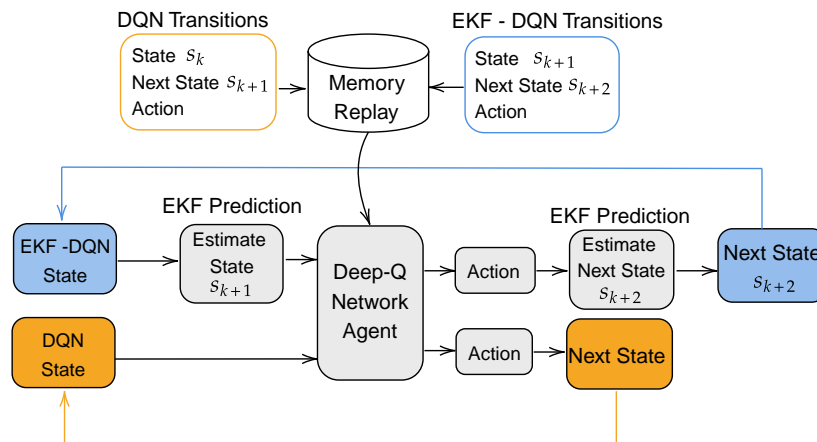 DQN Transitions
State s_k
Next State s_{k+1}
Action
Memory
Replay
EKF - DQN Transitions
State s_{k+1}
Next State s_{k+2}
Action
EKF -DQN
State
EKF Prediction
Estimate
State
s_{k+1}
Deep-Q
Network
Agent
Action
EKF Prediction
Estimate
Next State
s_{k+2}
Next State
s_{k+2}
DQN
State
Action
Next State